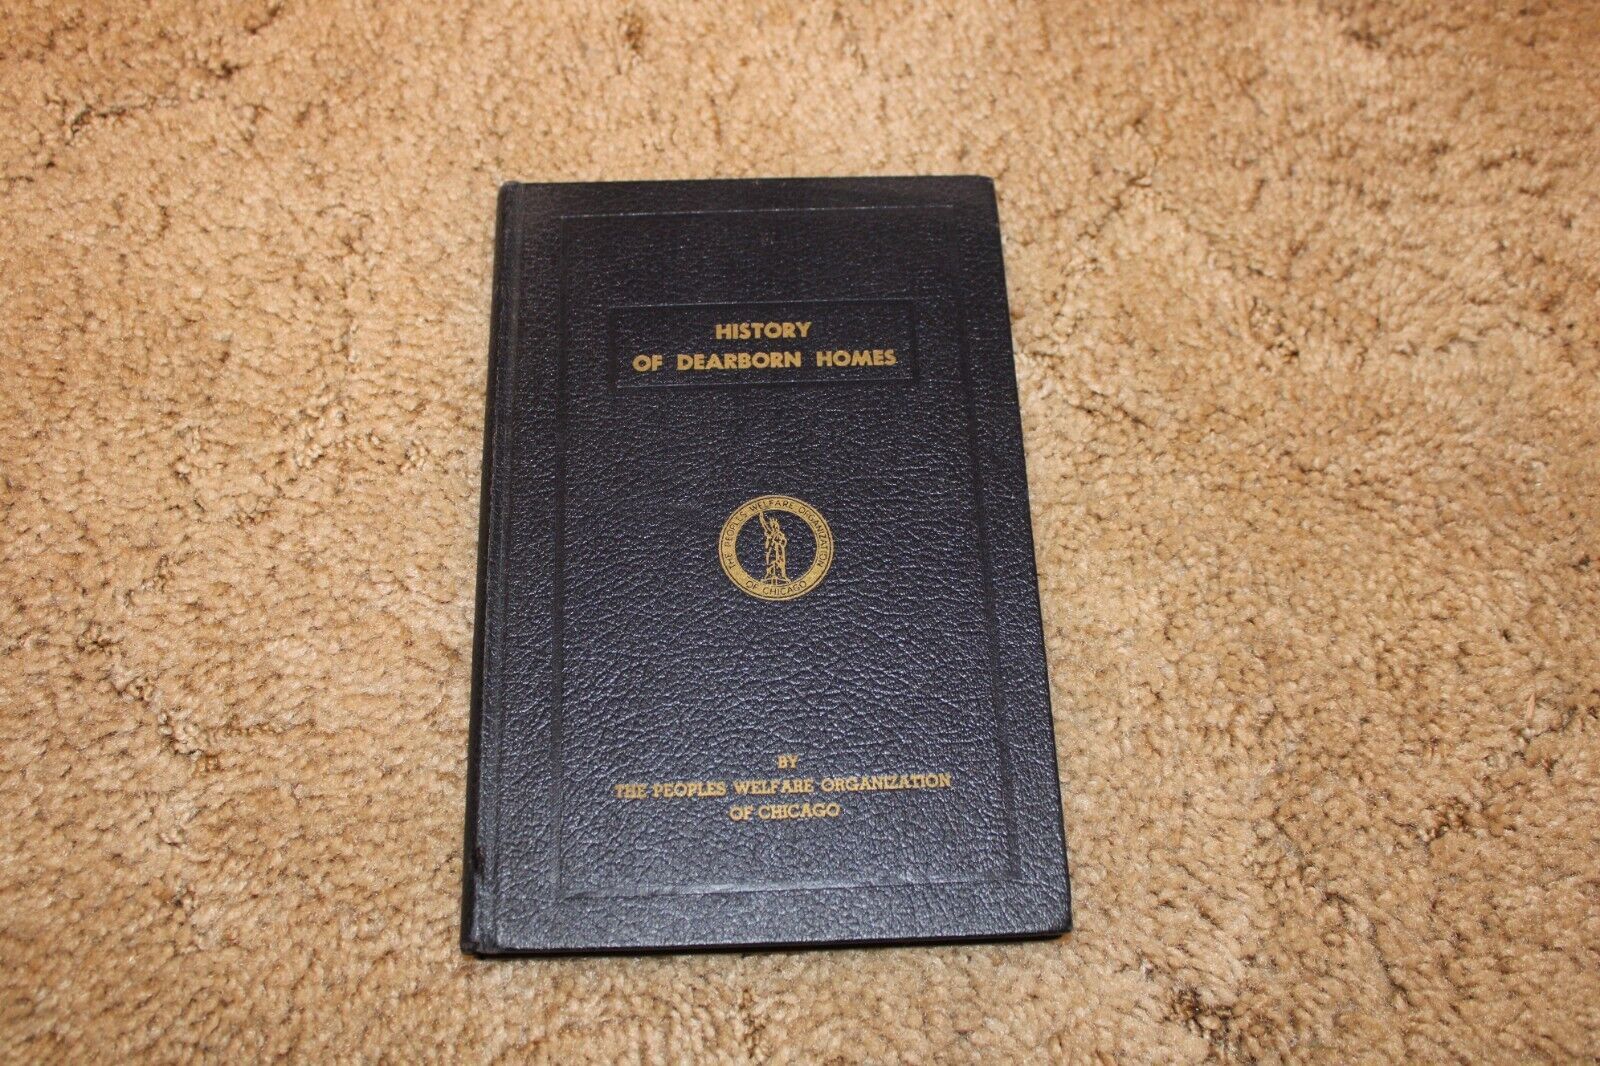 HISTORY
OF DEARBORN HOMES
THE PEOPLES WELFARE ORGANIZATION
OF CHICAGO
BY
THE PEOPLES WELFARE ORGANIZATION
OF CHICAGO